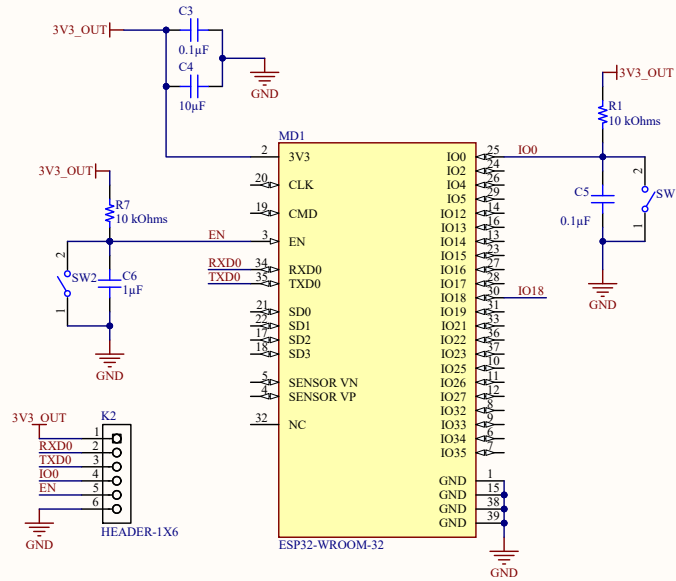 C3
3V3_OUT
0.1µF
C4
10µF
GND
3V3_OUT
R1
10 kOhms
IO0
C5
0.1µF
2
SW
1
GND
MD1
2 3V3
20 CLK
19 CMD
3 EN
34 RXD0
35 TXD0
21 SD0
22 SD1
17 SD2
18 SD3
5 SENSOR VN
4 SENSOR VP
32 NC
IO0 25
IO2 24
IO4 26
IO5 29
IO12 14
IO13 16
IO14 13
IO15 23
IO16 27
IO17 28
IO18 30
IO19 31
IO21 33
IO22 36
IO23 37
IO25 10
IO26 11
IO27 12
IO32 8
IO33 9
IO34 6
IO35 7
GND 1
GND 15
GND 38
GND 39
ESP32-WROOM-32
GND
IO18
3V3_OUT
R7
10 kOhms
EN
RXD0
TXD0
2
SW2
1
C6
1µF
GND
3V3_OUT
K2
1
RXD0 2
TXD0 3
IO0 4
EN 5
6
GND
HEADER-1X6